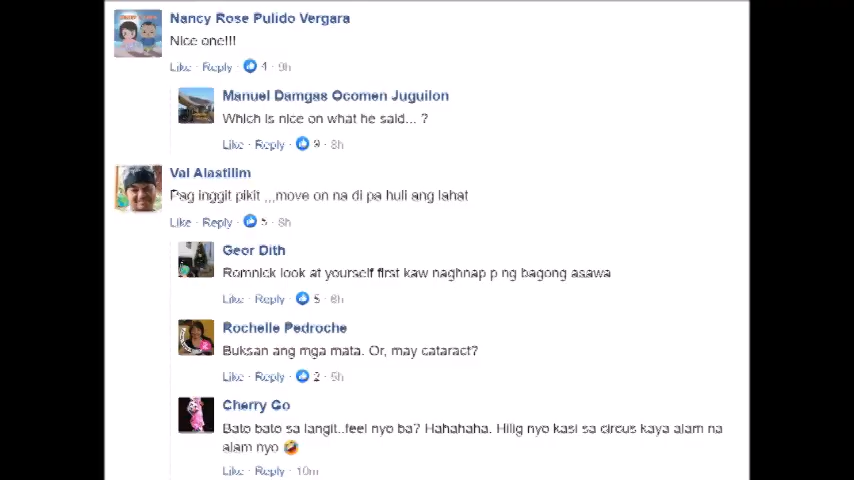 Nancy Rose Pulido Vergara
Nice one!!!
Like · Reply · 4 · 9h
Manuel Damgas Ocomen Juguilon
Which is nice on what he said... ?
Like · Reply · 9 · 8h
Val Alastilim
Pag inggit pikit ,,,move on na di pa huli ang lahat
Like · Reply · 5 · 8h
Geor Dith
Romnick look at yourself first kaw naghnap p ng bagong asawa
Like · Reply · 5 · 6h
Rochelle Pedroche
Buksan ang mga mata. Or, may cataract?
Like · Reply · 2 · 5h
Cherry Go
Bato bato sa langit..feel nyo ba? Hahahaha. Hilig nyo kasi sa circus kaya alam na
alam nyo 🤣
Like · Reply · 10m